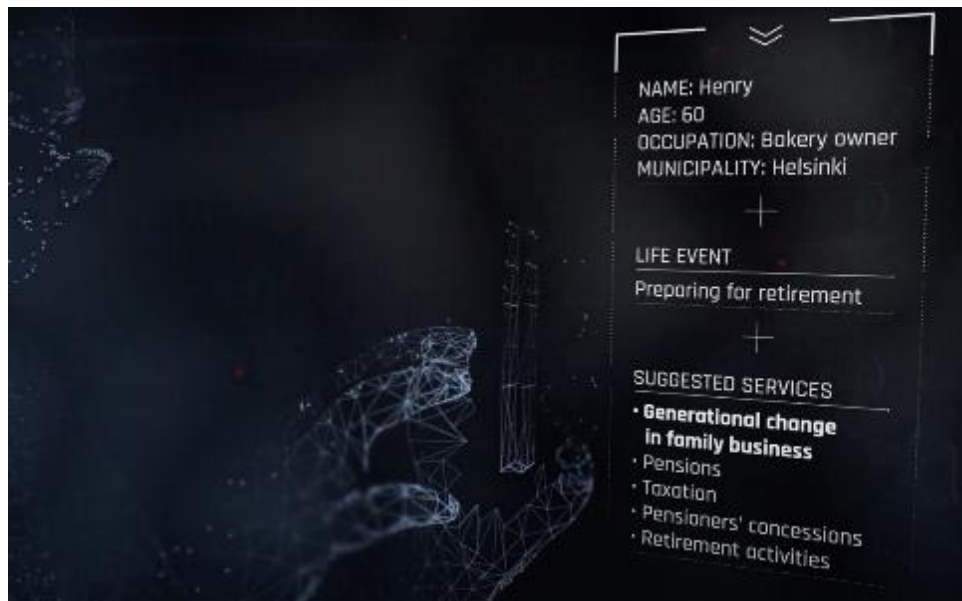 NAME: Henry
AGE: 60
OCCUPATION: Bakery owner
MUNICIPALITY: Helsinki
LIFE EVENT
Preparing for retirement
SUGGESTED SERVICES
• Generational change
in family business
• Pensions
• Taxation
• Pensioners' concessions
• Retirement activities